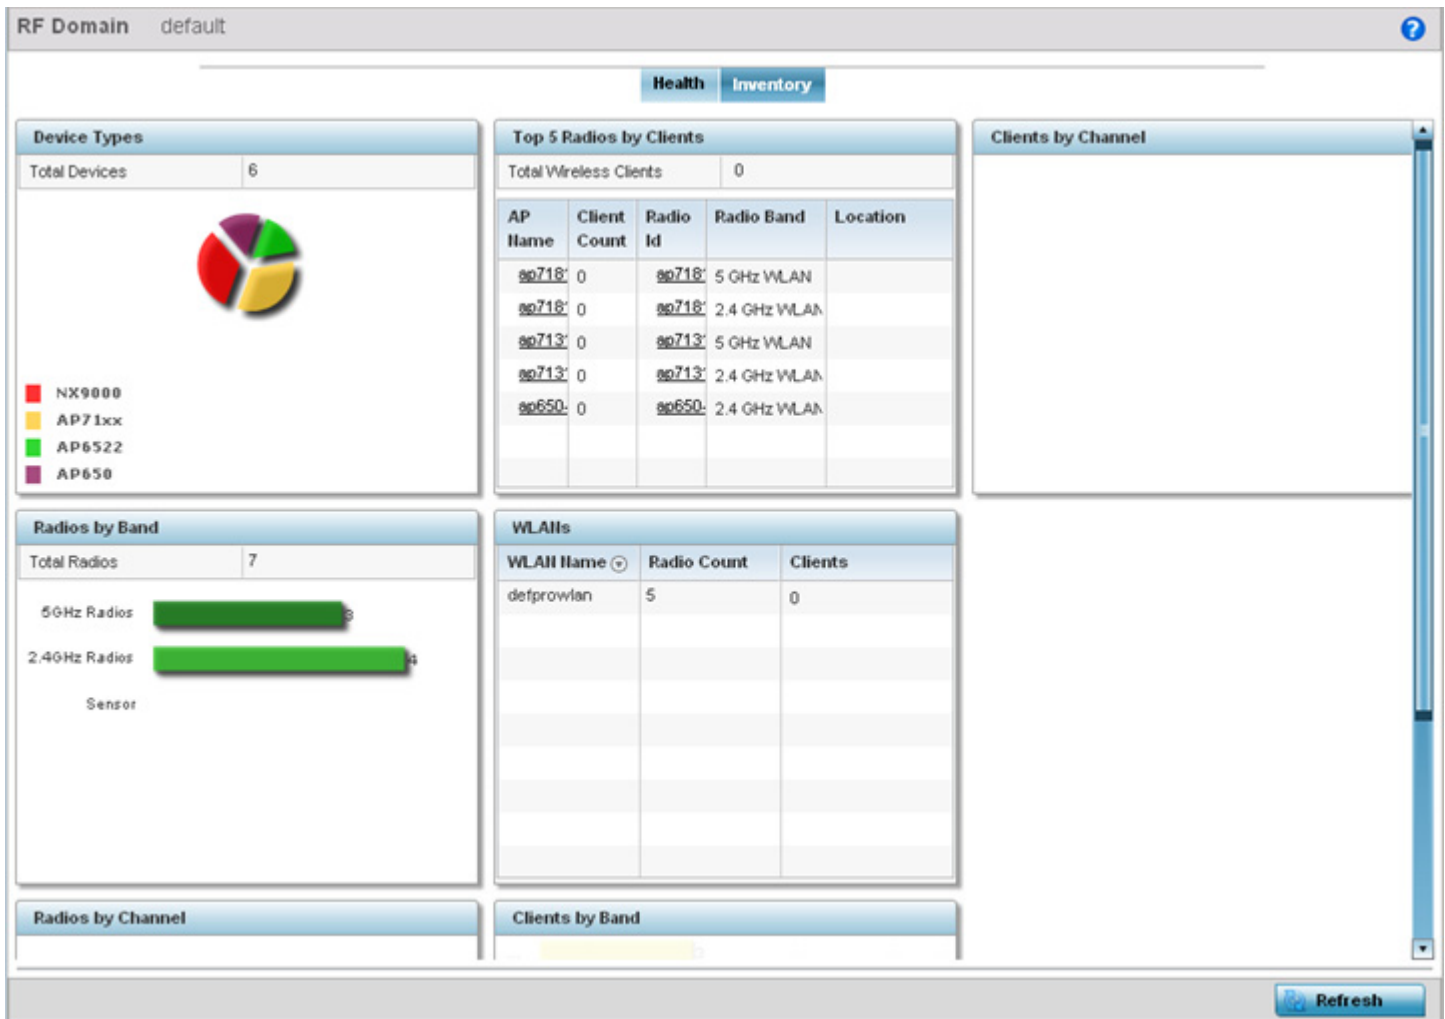 RF Domain default
Health Inventory
Device Types
Total Devices 6
NX9000
AP71xx
AP6522
AP650
Top 5 Radios by Clients
Total Wireless Clients 0
AP Name Client Count Radio Id Radio Band Location
ap718 0 ap718 5 GHz WLAN
ap718 0 ap718 2.4 GHz WLAN
ap713 0 ap713 5 GHz WLAN
ap713 0 ap713 2.4 GHz WLAN
ap650- 0 ap650- 2.4 GHz WLAN
Clients by Channel
Radios by Band
Total Radios 7
5GHz Radios 3
2.4GHz Radios 4
Sensor
WLANs
WLAN Name Radio Count Clients
defprowlan 5 0
Radios by Channel
Clients by Band
Refresh